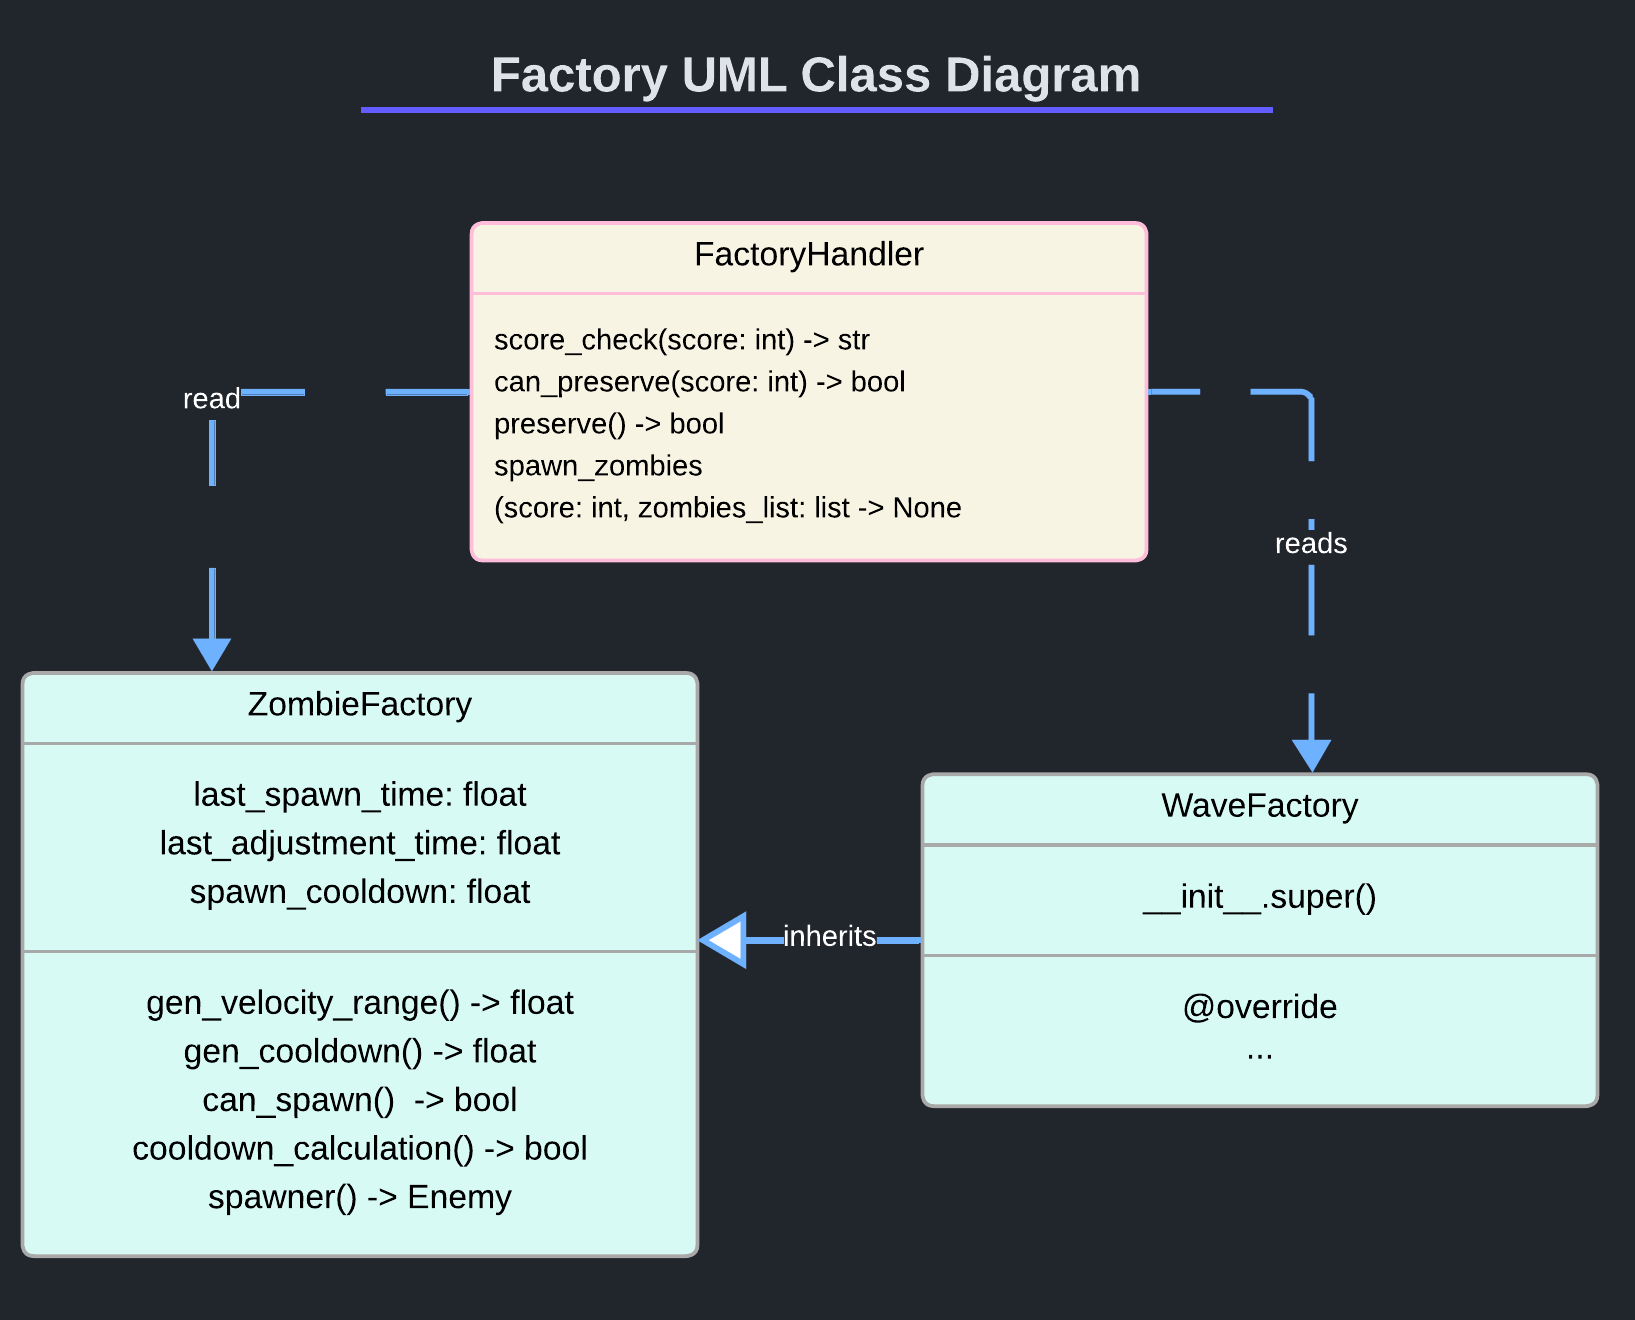 Factory UML Class Diagram
FactoryHandler
score_check(score: int) -> str
can_preserve(score: int) -> bool
preserve() -> bool
spawn_zombies
(score: int, zombies_list: list -> None
read
reads
ZombieFactory
last_spawn_time: float
last_adjustment_time: float
spawn_cooldown: float
gen_velocity_range() -> float
gen_cooldown() -> float
can_spawn()  -> bool
cooldown_calculation() -> bool
spawner() -> Enemy
inherits
WaveFactory
__init__.super()
@override
...